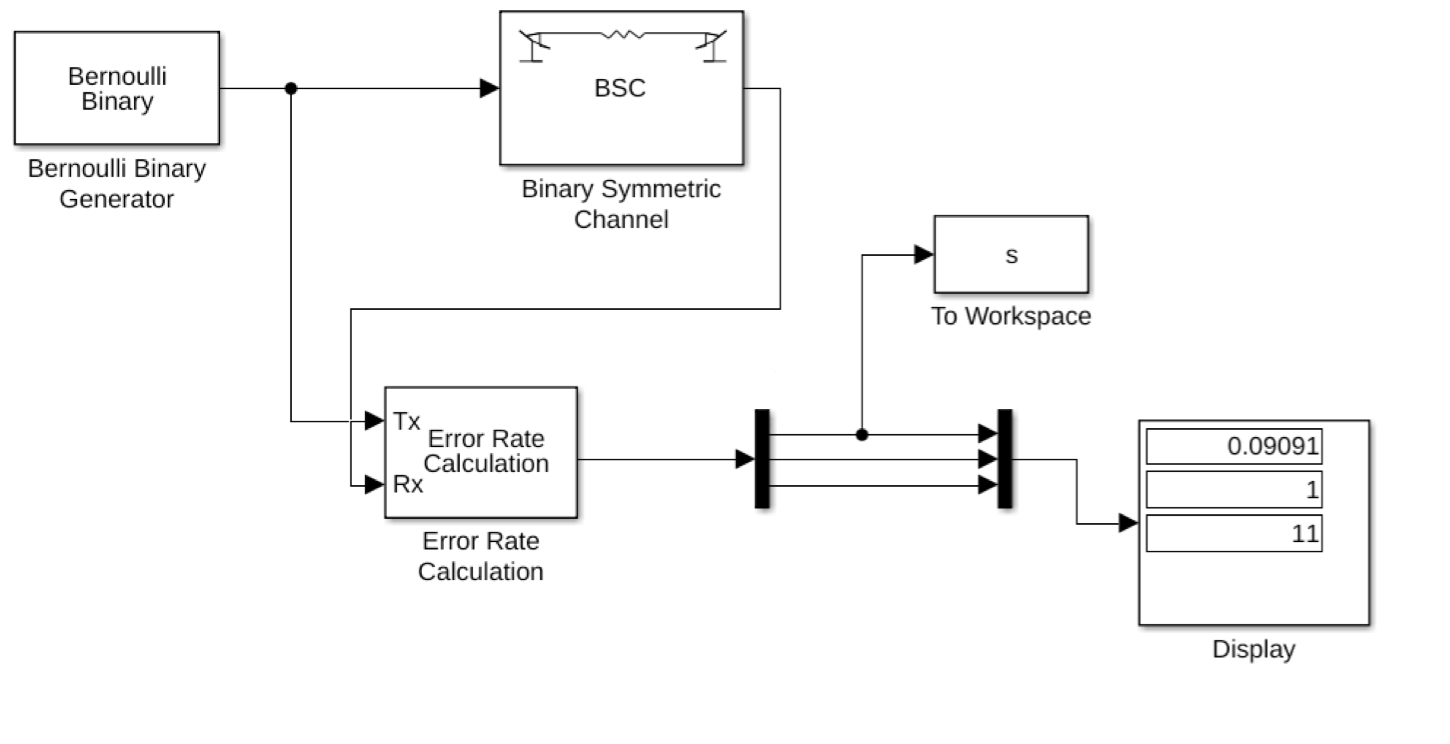 Bernoulli
Binary
Bernoulli Binary
Generator
BSC
Binary Symmetric
Channel
s
To Workspace
Tx
Error Rate
Calculation
Rx
Error Rate
Calculation
0.09091
1
11
Display